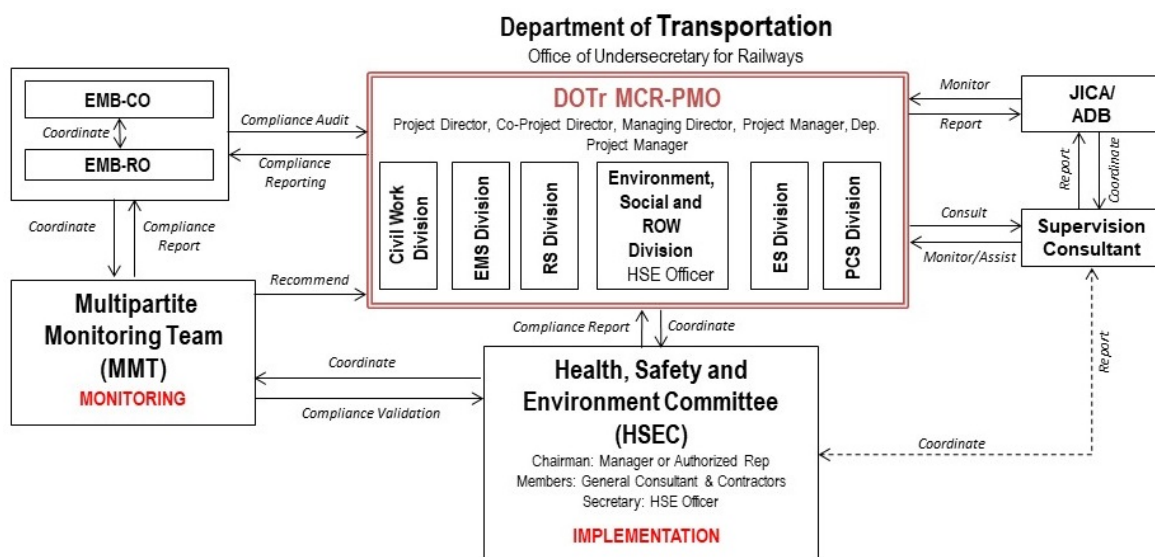 Department of Transportation
Office of Undersecretary for Railways
EMB-CO
Coordinate
EMB-RO
Compliance Audit
Compliance
Reporting
DOTr MCR-PMO
Project Director, Co-Project Director, Managing Director, Project Manager, Dep.
Project Manager
Civil Work
Division
EMS Division
RS Division
Environment,
Social and
ROW
Division
HSE Officer
ES Division
PCS Division
Monitor
Report
JICA/
ADB
Report
Coordinate
Consult
Monitor/Assist
Supervision
Consultant
Coordinate
Compliance
Report
Multipartite
Monitoring Team
(MMT)
MONITORING
Recommend
Compliance Report
Coordinate
Coordinate
Compliance Validation
Health, Safety and
Environment Committee
(HSEC)
Chairman: Manager or Authorized Rep
Members: General Consultant & Contractors
Secretary: HSE Officer
IMPLEMENTATION
Report
Coordinate